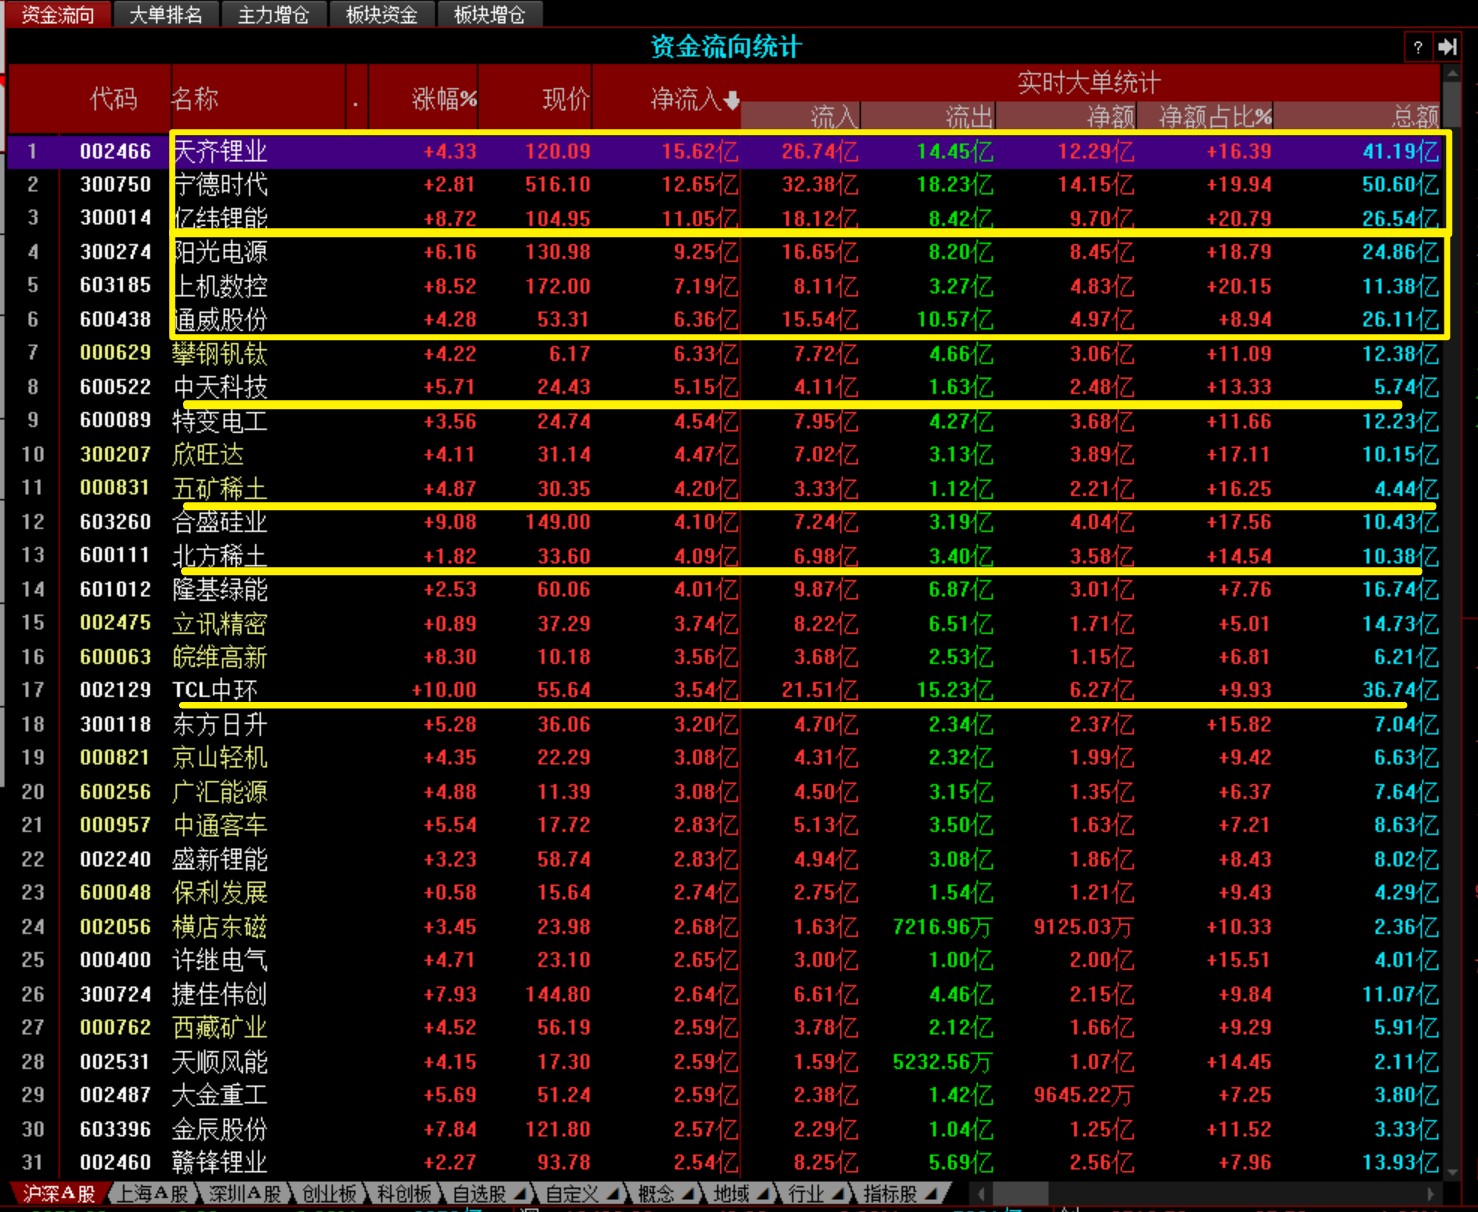 资金流向 大单排名 主力增仓 板块资金 板块增仓
资金流向统计 ?
代码 名称 . 涨幅% 现价 净流入 实时大单统计
流入 流出 净额 净额占比% 总额
1 002466 天齐锂业 +4.33 120.09 15.62亿 26.74亿 14.45亿 12.29亿 +16.39 41.19亿
2 300750 宁德时代 +2.81 516.10 12.65亿 32.38亿 18.23亿 14.15亿 +19.94 50.60亿
3 300014 亿纬锂能 +8.72 104.95 11.05亿 18.12亿 8.42亿 9.70亿 +20.79 26.54亿
4 300274 阳光电源 +6.16 130.98 9.25亿 16.65亿 8.20亿 8.45亿 +18.79 24.86亿
5 603185 上机数控 +8.52 172.00 7.19亿 8.11亿 3.27亿 4.83亿 +20.15 11.38亿
6 600438 通威股份 +4.28 53.31 6.36亿 15.54亿 10.57亿 4.97亿 +8.94 26.11亿
7 000629 攀钢钒钛 +4.22 6.17 6.33亿 7.72亿 4.66亿 3.06亿 +11.09 12.38亿
8 600522 中天科技 +5.71 24.43 5.15亿 4.11亿 1.63亿 2.48亿 +13.33 5.74亿
9 600089 特变电工 +3.56 24.74 4.54亿 7.95亿 4.27亿 3.68亿 +11.66 12.23亿
10 300207 欣旺达 +4.11 31.14 4.47亿 7.02亿 3.13亿 3.89亿 +17.11 10.15亿
11 000831 五矿稀土 +4.87 30.35 4.20亿 3.33亿 1.12亿 2.21亿 +16.25 4.44亿
12 603260 合盛硅业 +9.08 149.00 4.10亿 7.24亿 3.19亿 4.04亿 +17.56 10.43亿
13 600111 北方稀土 +1.82 33.60 4.09亿 6.98亿 3.40亿 3.58亿 +14.54 10.38亿
14 601012 隆基绿能 +2.53 60.06 4.01亿 9.87亿 6.87亿 3.01亿 +7.76 16.74亿
15 002475 立讯精密 +0.89 37.29 3.74亿 8.22亿 6.51亿 1.71亿 +5.01 14.73亿
16 600063 皖维高新 +8.30 10.18 3.56亿 3.68亿 2.53亿 1.15亿 +6.81 6.21亿
17 002129 TCL中环 +10.00 55.64 3.54亿 21.51亿 15.23亿 6.27亿 +9.93 36.74亿
18 300118 东方日升 +5.28 36.06 3.20亿 4.70亿 2.34亿 2.37亿 +15.82 7.04亿
19 000821 京山轻机 +4.35 22.29 3.08亿 4.31亿 2.32亿 1.99亿 +9.42 6.63亿
20 600256 广汇能源 +4.88 11.39 3.08亿 4.50亿 3.15亿 1.35亿 +6.37 7.64亿
21 000957 中通客车 +5.54 17.72 2.83亿 5.13亿 3.50亿 1.63亿 +7.21 8.63亿
22 002240 盛新锂能 +3.23 58.74 2.83亿 4.94亿 3.08亿 1.86亿 +8.43 8.02亿
23 600048 保利发展 +0.58 15.64 2.74亿 2.75亿 1.54亿 1.21亿 +9.43 4.29亿
24 002056 横店东磁 +3.45 23.98 2.68亿 1.63亿 7216.96万 9125.03万 +10.33 2.36亿
25 000400 许继电气 +4.71 23.10 2.65亿 3.00亿 1.00亿 2.00亿 +15.51 4.01亿
26 300724 捷佳伟创 +7.93 144.80 2.64亿 6.61亿 4.46亿 2.15亿 +9.84 11.07亿
27 000762 西藏矿业 +4.52 56.19 2.59亿 3.78亿 2.12亿 1.66亿 +9.29 5.91亿
28 002531 天顺风能 +4.15 17.30 2.59亿 1.59亿 5232.56万 1.07亿 +14.45 2.11亿
29 002487 大金重工 +5.69 51.24 2.59亿 2.38亿 1.42亿 9645.22万 +7.25 3.80亿
30 603396 金辰股份 +7.84 121.80 2.57亿 2.29亿 1.04亿 1.25亿 +11.52 3.33亿
31 002460 赣锋锂业 +2.27 93.78 2.54亿 8.25亿 5.69亿 2.56亿 +7.96 13.93亿
沪深A股 上海A股 深圳A股 创业板 科创板 自选股 自定义 概念 地域 行业 指标股